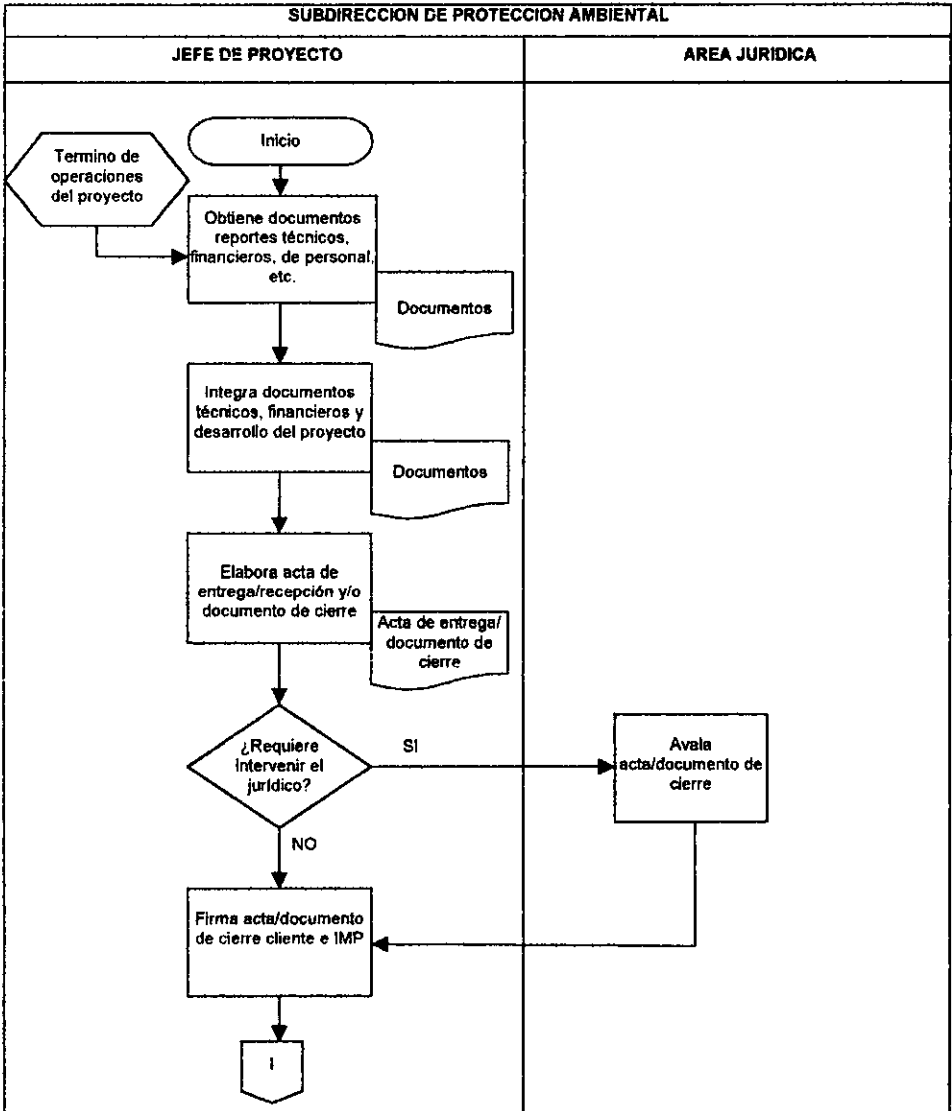 SUBDIRECCION DE PROTECCION AMBIENTAL
JEFE DE PROYECTO
AREA JURIDICA
Inicio
Termino de
operaciones
del proyecto
Obtiene documentos
reportes técnicos,
financieros, de personal,
etc.
Documentos
Integra documentos
técnicos, financieros y
desarrollo del proyecto
Documentos
Elabora acta de
entrega/recepción y/o
documento de cierre
Acta de entrega/
documento de
cierre
¿Requiere
Intervenir el
jurídico?
SI
Avala
acta/documento de
cierre
NO
Firma acta/documento
de cierre cliente e IMP
I